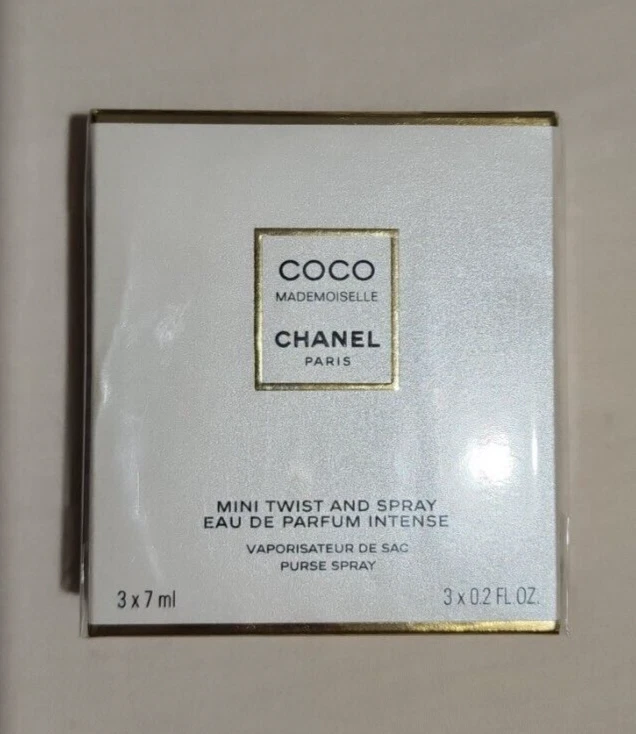 COCO
MADEMOISELLE
CHANEL
PARIS
MINI TWIST AND SPRAY
EAU DE PARFUM INTENSE
VAPORISATEUR DE SAC
PURSE SPRAY
3 x 7 ml
3 x 0.2 FL.OZ.